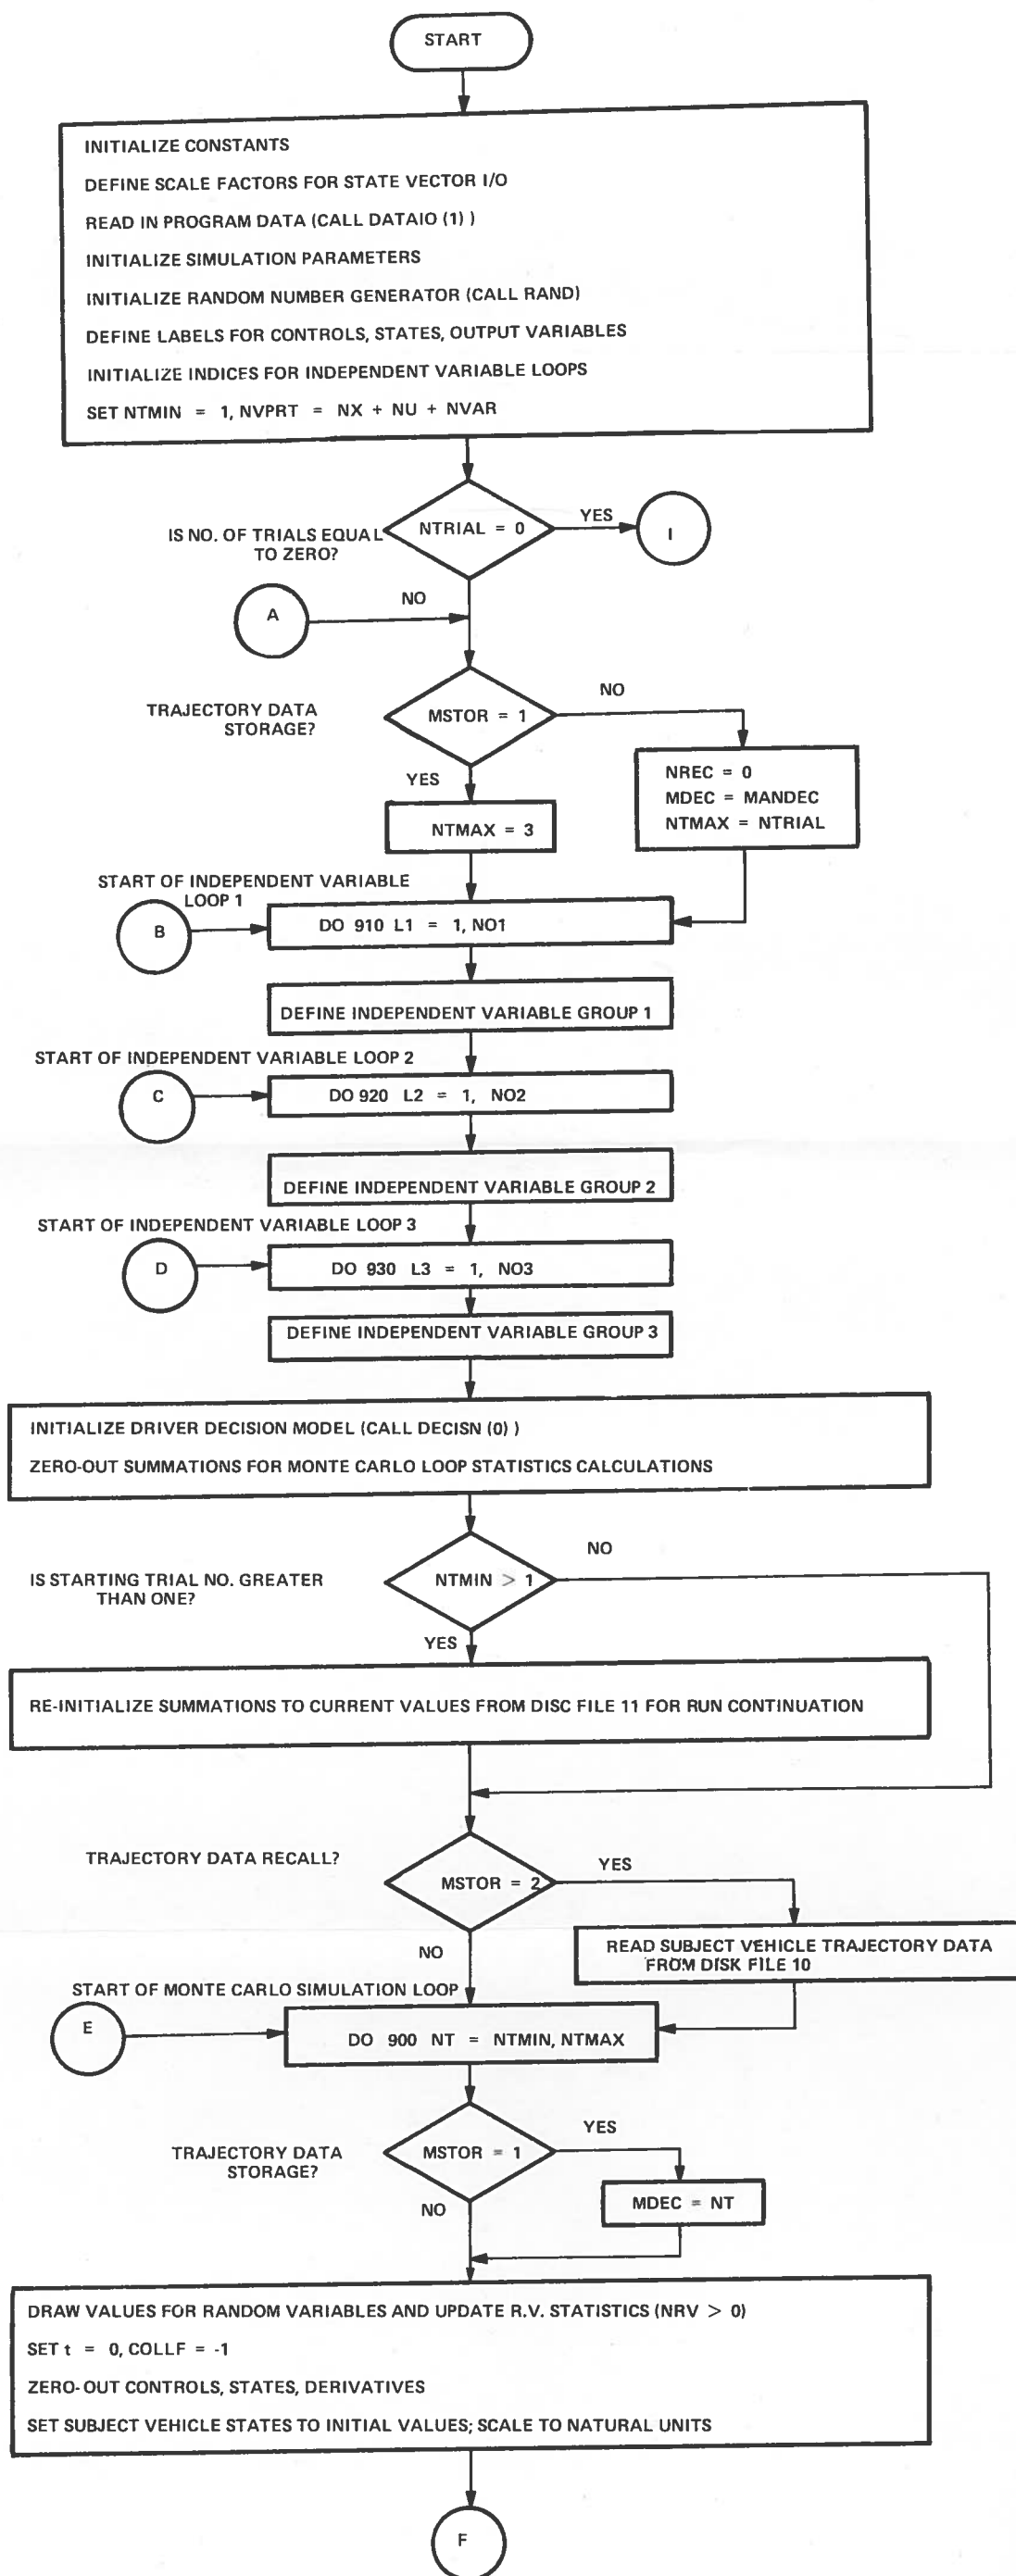 START
INITIALIZE CONSTANTS
DEFINE SCALE FACTORS FOR STATE VECTOR I/O
READ IN PROGRAM DATA (CALL DATAIO (1) )
INITIALIZE SIMULATION PARAMETERS
INITIALIZE RANDOM NUMBER GENERATOR (CALL RAND)
DEFINE LABELS FOR CONTROLS, STATES, OUTPUT VARIABLES
INITIALIZE INDICES FOR INDEPENDENT VARIABLE LOOPS
SET NTMIN = 1, NVPRT = NX + NU + NVAR
IS NO. OF TRIALS EQUAL
TO ZERO?
NTRIAL = 0
YES
I
NO
A
TRAJECTORY DATA
STORAGE?
MSTOR = 1
NO
NREC = 0
MDEC = MANDEC
NTMAX = NTRIAL
YES
NTMAX = 3
START OF INDEPENDENT VARIABLE
LOOP 1
B
DO 910 L1 = 1, NO1
DEFINE INDEPENDENT VARIABLE GROUP 1
START OF INDEPENDENT VARIABLE LOOP 2
C
DO 920 L2 = 1, NO2
DEFINE INDEPENDENT VARIABLE GROUP 2
START OF INDEPENDENT VARIABLE LOOP 3
D
DO 930 L3 = 1, NO3
DEFINE INDEPENDENT VARIABLE GROUP 3
INITIALIZE DRIVER DECISION MODEL (CALL DECISN (0) )
ZERO-OUT SUMMATIONS FOR MONTE CARLO LOOP STATISTICS CALCULATIONS
IS STARTING TRIAL NO. GREATER
THAN ONE?
NTMIN > 1
NO
YES
RE-INITIALIZE SUMMATIONS TO CURRENT VALUES FROM DISC FILE 11 FOR RUN CONTINUATION
TRAJECTORY DATA RECALL?
MSTOR = 2
YES
READ SUBJECT VEHICLE TRAJECTORY DATA
FROM DISK FILE 10
NO
START OF MONTE CARLO SIMULATION LOOP
E
DO 900 NT = NTMIN, NTMAX
TRAJECTORY DATA
STORAGE?
MSTOR = 1
YES
MDEC = NT
NO
DRAW VALUES FOR RANDOM VARIABLES AND UPDATE R.V. STATISTICS (NRV > 0)
SET t = 0, COLLF = -1
ZERO-OUT CONTROLS, STATES, DERIVATIVES
SET SUBJECT VEHICLE STATES TO INITIAL VALUES; SCALE TO NATURAL UNITS
F